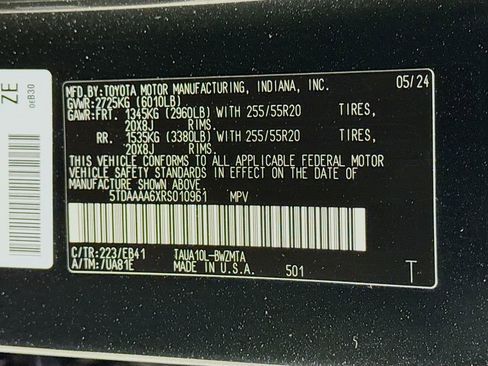 ZE
0EB30
MFD.BY:TOYOTA MOTOR MANUFACTURING, INDIANA, INC. 05/24
GVWR:2725KG (6010LB)
GAWR:FRT. 1345KG (2960LB) WITH 255/55R20 TIRES,
20X8J RIMS.
RR. 1535KG (3380LB) WITH 255/55R20 TIRES,
20X8J RIMS.
THIS VEHICLE CONFORMS TO ALL APPLICABLE FEDERAL MOTOR
VEHICLE SAFETY STANDARDS IN EFFECT ON THE DATE OF
MANUFACTURE SHOWN ABOVE.
5TDAAAA6XRS010961 MPV
C/TR:223/EB41 TAUA10L-BWZMTA
A/TM:/UA81E MADE IN U.S.A. 501
T